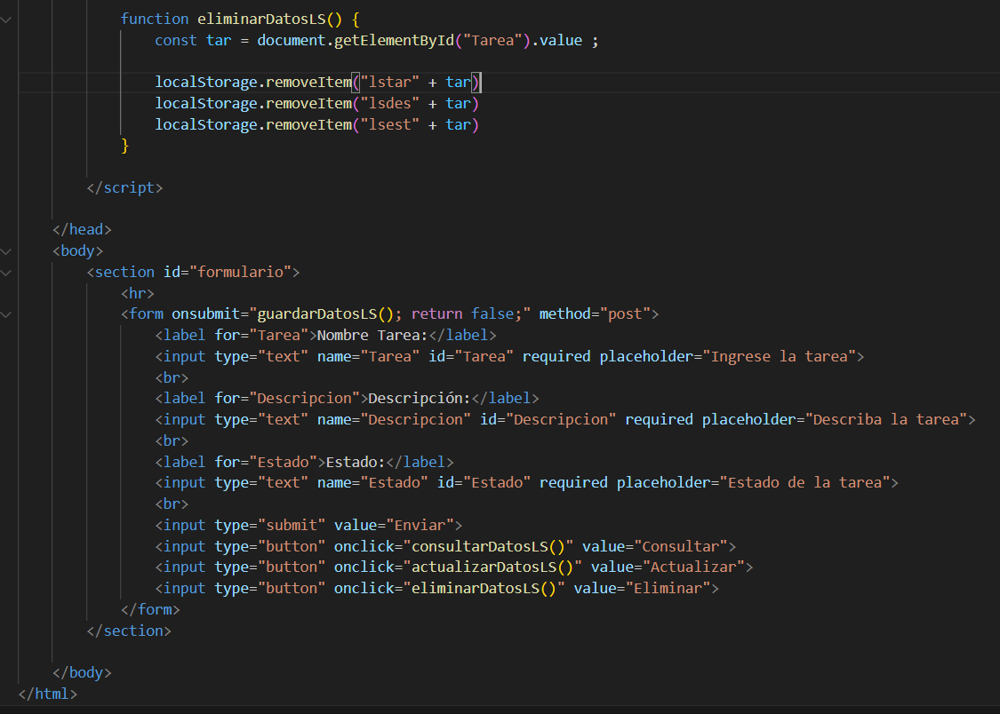 function eliminarDatosLS() {
const tar = document.getElementById("Tarea").value ;
localStorage.removeItem("lstar" + tar)
localStorage.removeItem("lsdes" + tar)
localStorage.removeItem("lsest" + tar)
}
</script>
</head>
<body>
<section id="formulario">
<hr>
<form onsubmit="guardarDatosLS(); return false;" method="post">
<label for="Tarea">Nombre Tarea:</label>
<input type="text" name="Tarea" id="Tarea" required placeholder="Ingrese la tarea">
<br>
<label for="Descripcion">Descripción:</label>
<input type="text" name="Descripcion" id="Descripcion" required placeholder="Describa la tarea">
<br>
<label for="Estado">Estado:</label>
<input type="text" name="Estado" id="Estado" required placeholder="Estado de la tarea">
<br>
<input type="submit" value="Enviar">
<input type="button" onclick="consultarDatosLS()" value="Consultar">
<input type="button" onclick="actualizarDatosLS()" value="Actualizar">
<input type="button" onclick="eliminarDatosLS()" value="Eliminar">
</form>
</section>
</body>
</html>